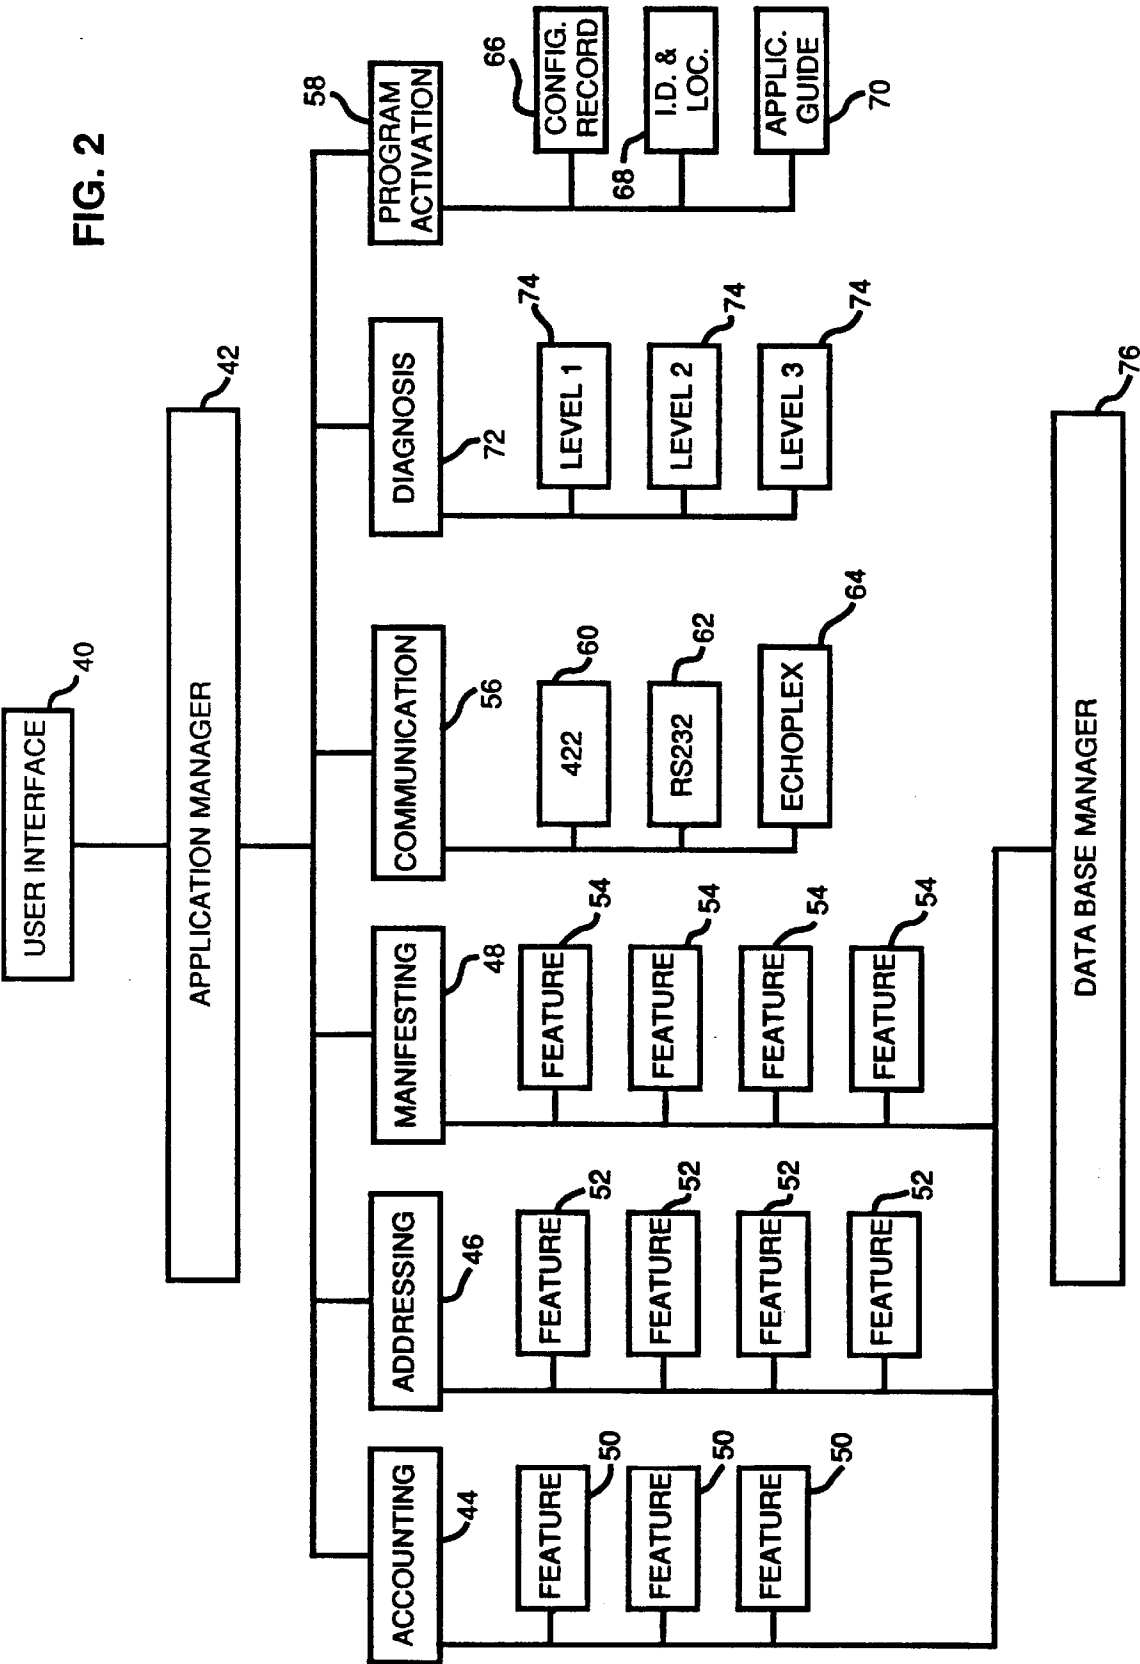 FIG. 2
USER INTERFACE
40
APPLICATION MANAGER
42
ACCOUNTING
44
ADDRESSING
46
MANIFESTING
48
COMMUNICATION
56
DIAGNOSIS
72
PROGRAM
ACTIVATION
58
FEATURE
50
FEATURE
50
FEATURE
50
FEATURE
52
FEATURE
52
FEATURE
52
FEATURE
52
FEATURE
54
FEATURE
54
FEATURE
54
FEATURE
54
422
60
RS232
62
ECHOPLEX
64
LEVEL 1
74
LEVEL 2
74
LEVEL 3
74
CONFIG.
RECORD
66
I.D. &
LOC.
68
APPLIC.
GUIDE
70
DATA BASE MANAGER
76